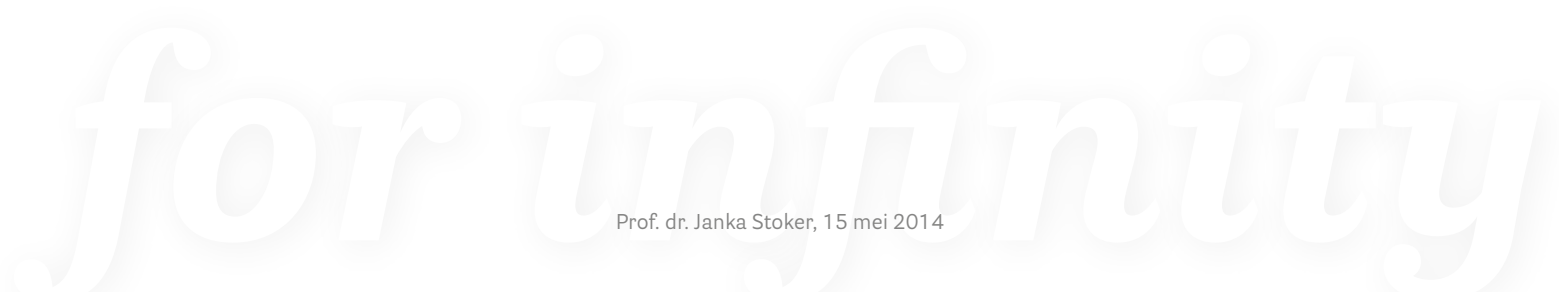 for infinity
Prof. dr. Janka Stoker, 15 mei 2014